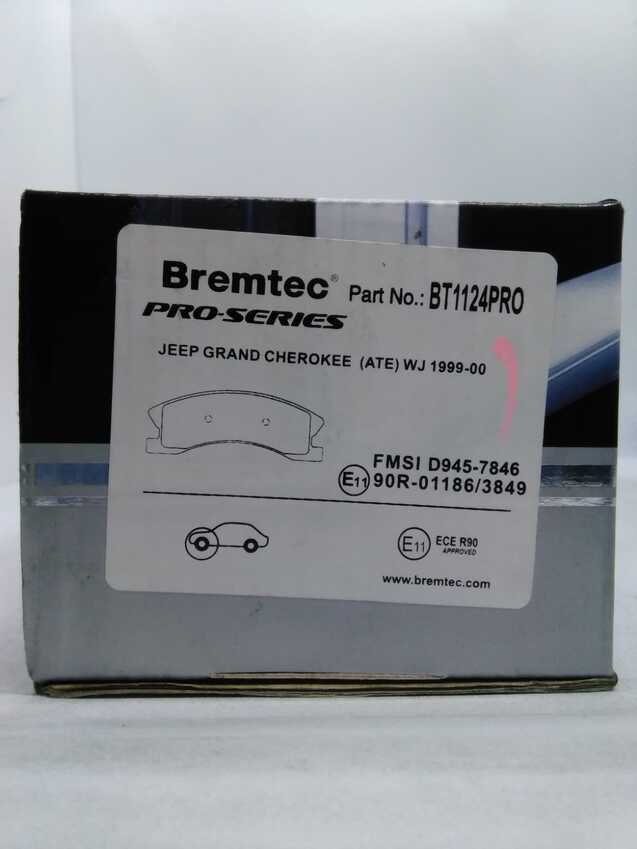 Bremtec®
PRO-SERIES
Part No.: BT1124PRO
JEEP GRAND CHEROKEE (ATE) WJ 1999-00
FMSI D945-7846
E11 90R-01186/3849
E11 ECE R90
APPROVED
www.bremtec.com